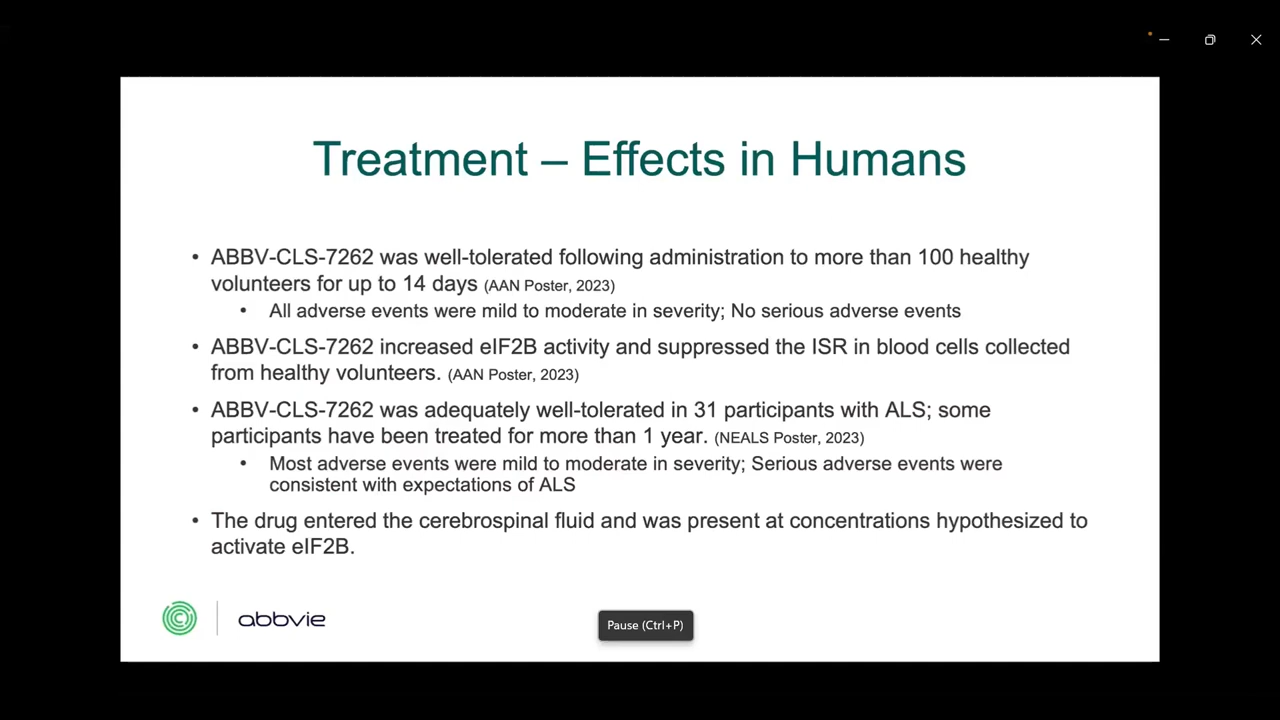 Treatment – Effects in Humans
• ABBV-CLS-7262 was well-tolerated following administration to more than 100 healthy
volunteers for up to 14 days (AAN Poster, 2023)
• All adverse events were mild to moderate in severity; No serious adverse events
• ABBV-CLS-7262 increased eIF2B activity and suppressed the ISR in blood cells collected
from healthy volunteers. (AAN Poster, 2023)
• ABBV-CLS-7262 was adequately well-tolerated in 31 participants with ALS; some
participants have been treated for more than 1 year. (NEALS Poster, 2023)
• Most adverse events were mild to moderate in severity; Serious adverse events were
consistent with expectations of ALS
• The drug entered the cerebrospinal fluid and was present at concentrations hypothesized to
activate eIF2B.
abbvie
Pause (Ctrl+P)